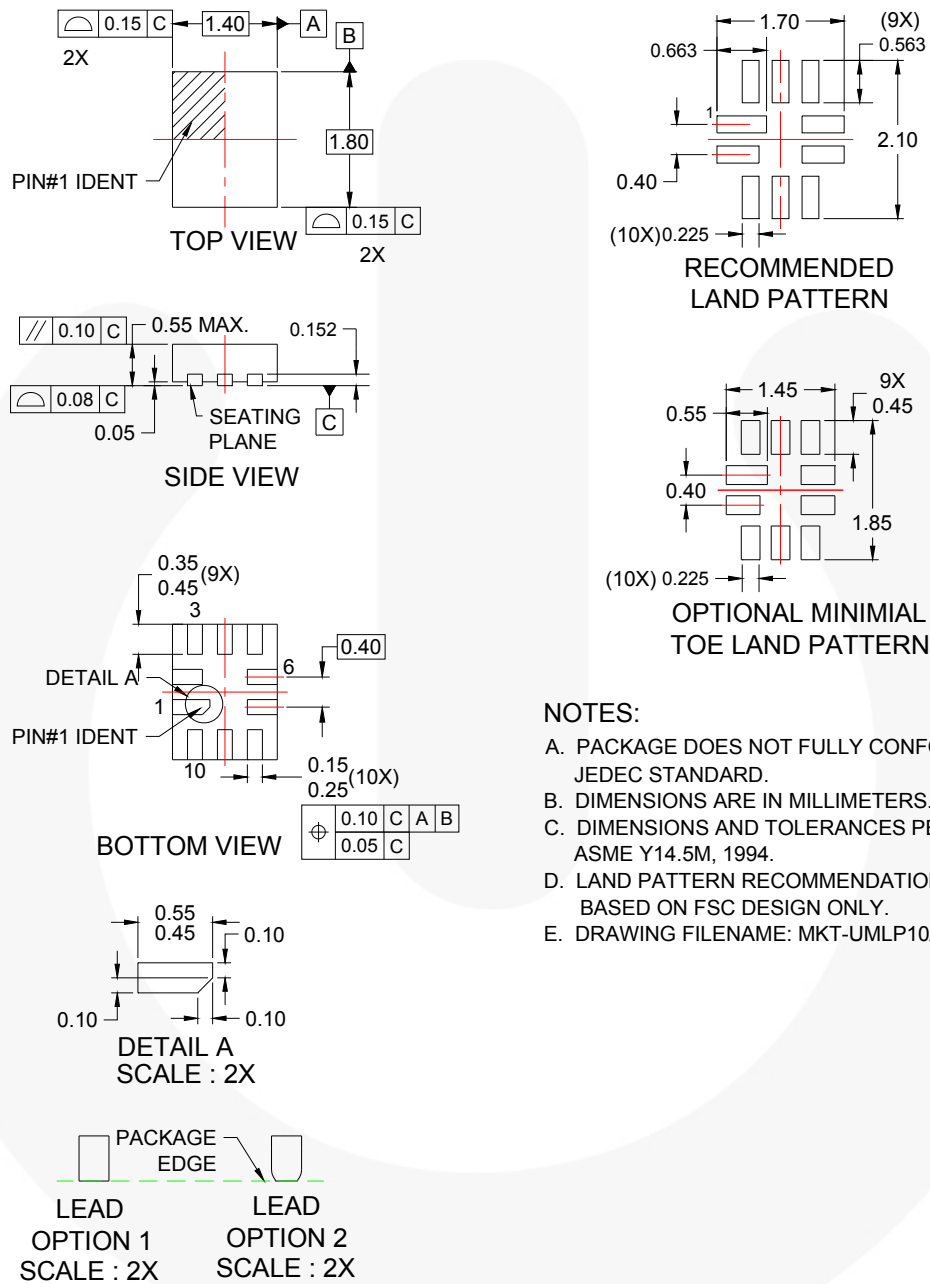 0.15 C
1.40
A
2X
B
1.80
PIN#1 IDENT
0.15 C
2X
TOP VIEW
1.70
(9X)
0.563
0.663
1
2.10
0.40
(10X) 0.225
RECOMMENDED
LAND PATTERN
// 0.10 C
0.55 MAX.
0.152
0.08 C
0.05
SEATING
PLANE
C
SIDE VIEW
1.45
9X
0.45
0.55
0.40
1.85
(10X) 0.225
OPTIONAL MINIMIAL
TOE LAND PATTERN
0.35
0.45 (9X)
3
0.40
DETAIL A
6
1
PIN#1 IDENT
10
0.15
0.25 (10X)
0.10 C A B
0.05 C
BOTTOM VIEW
NOTES:
A. PACKAGE DOES NOT FULLY
JEDEC STANDARD.
B. DIMENSIONS ARE IN MILLIMETERS.
C. DIMENSIONS AND TOLERANCES
ASME Y14.5M, 1994.
D. LAND PATTERN
BASED ON FSC DESIGN ONLY.
E. DRAWING FILENAME: MKT-UMLP10
0.55
0.45
0.10
0.10
0.10
DETAIL A
SCALE : 2X
PACKAGE
EDGE
LEAD
OPTION 1
SCALE : 2X
LEAD
OPTION 2
SCALE : 2X